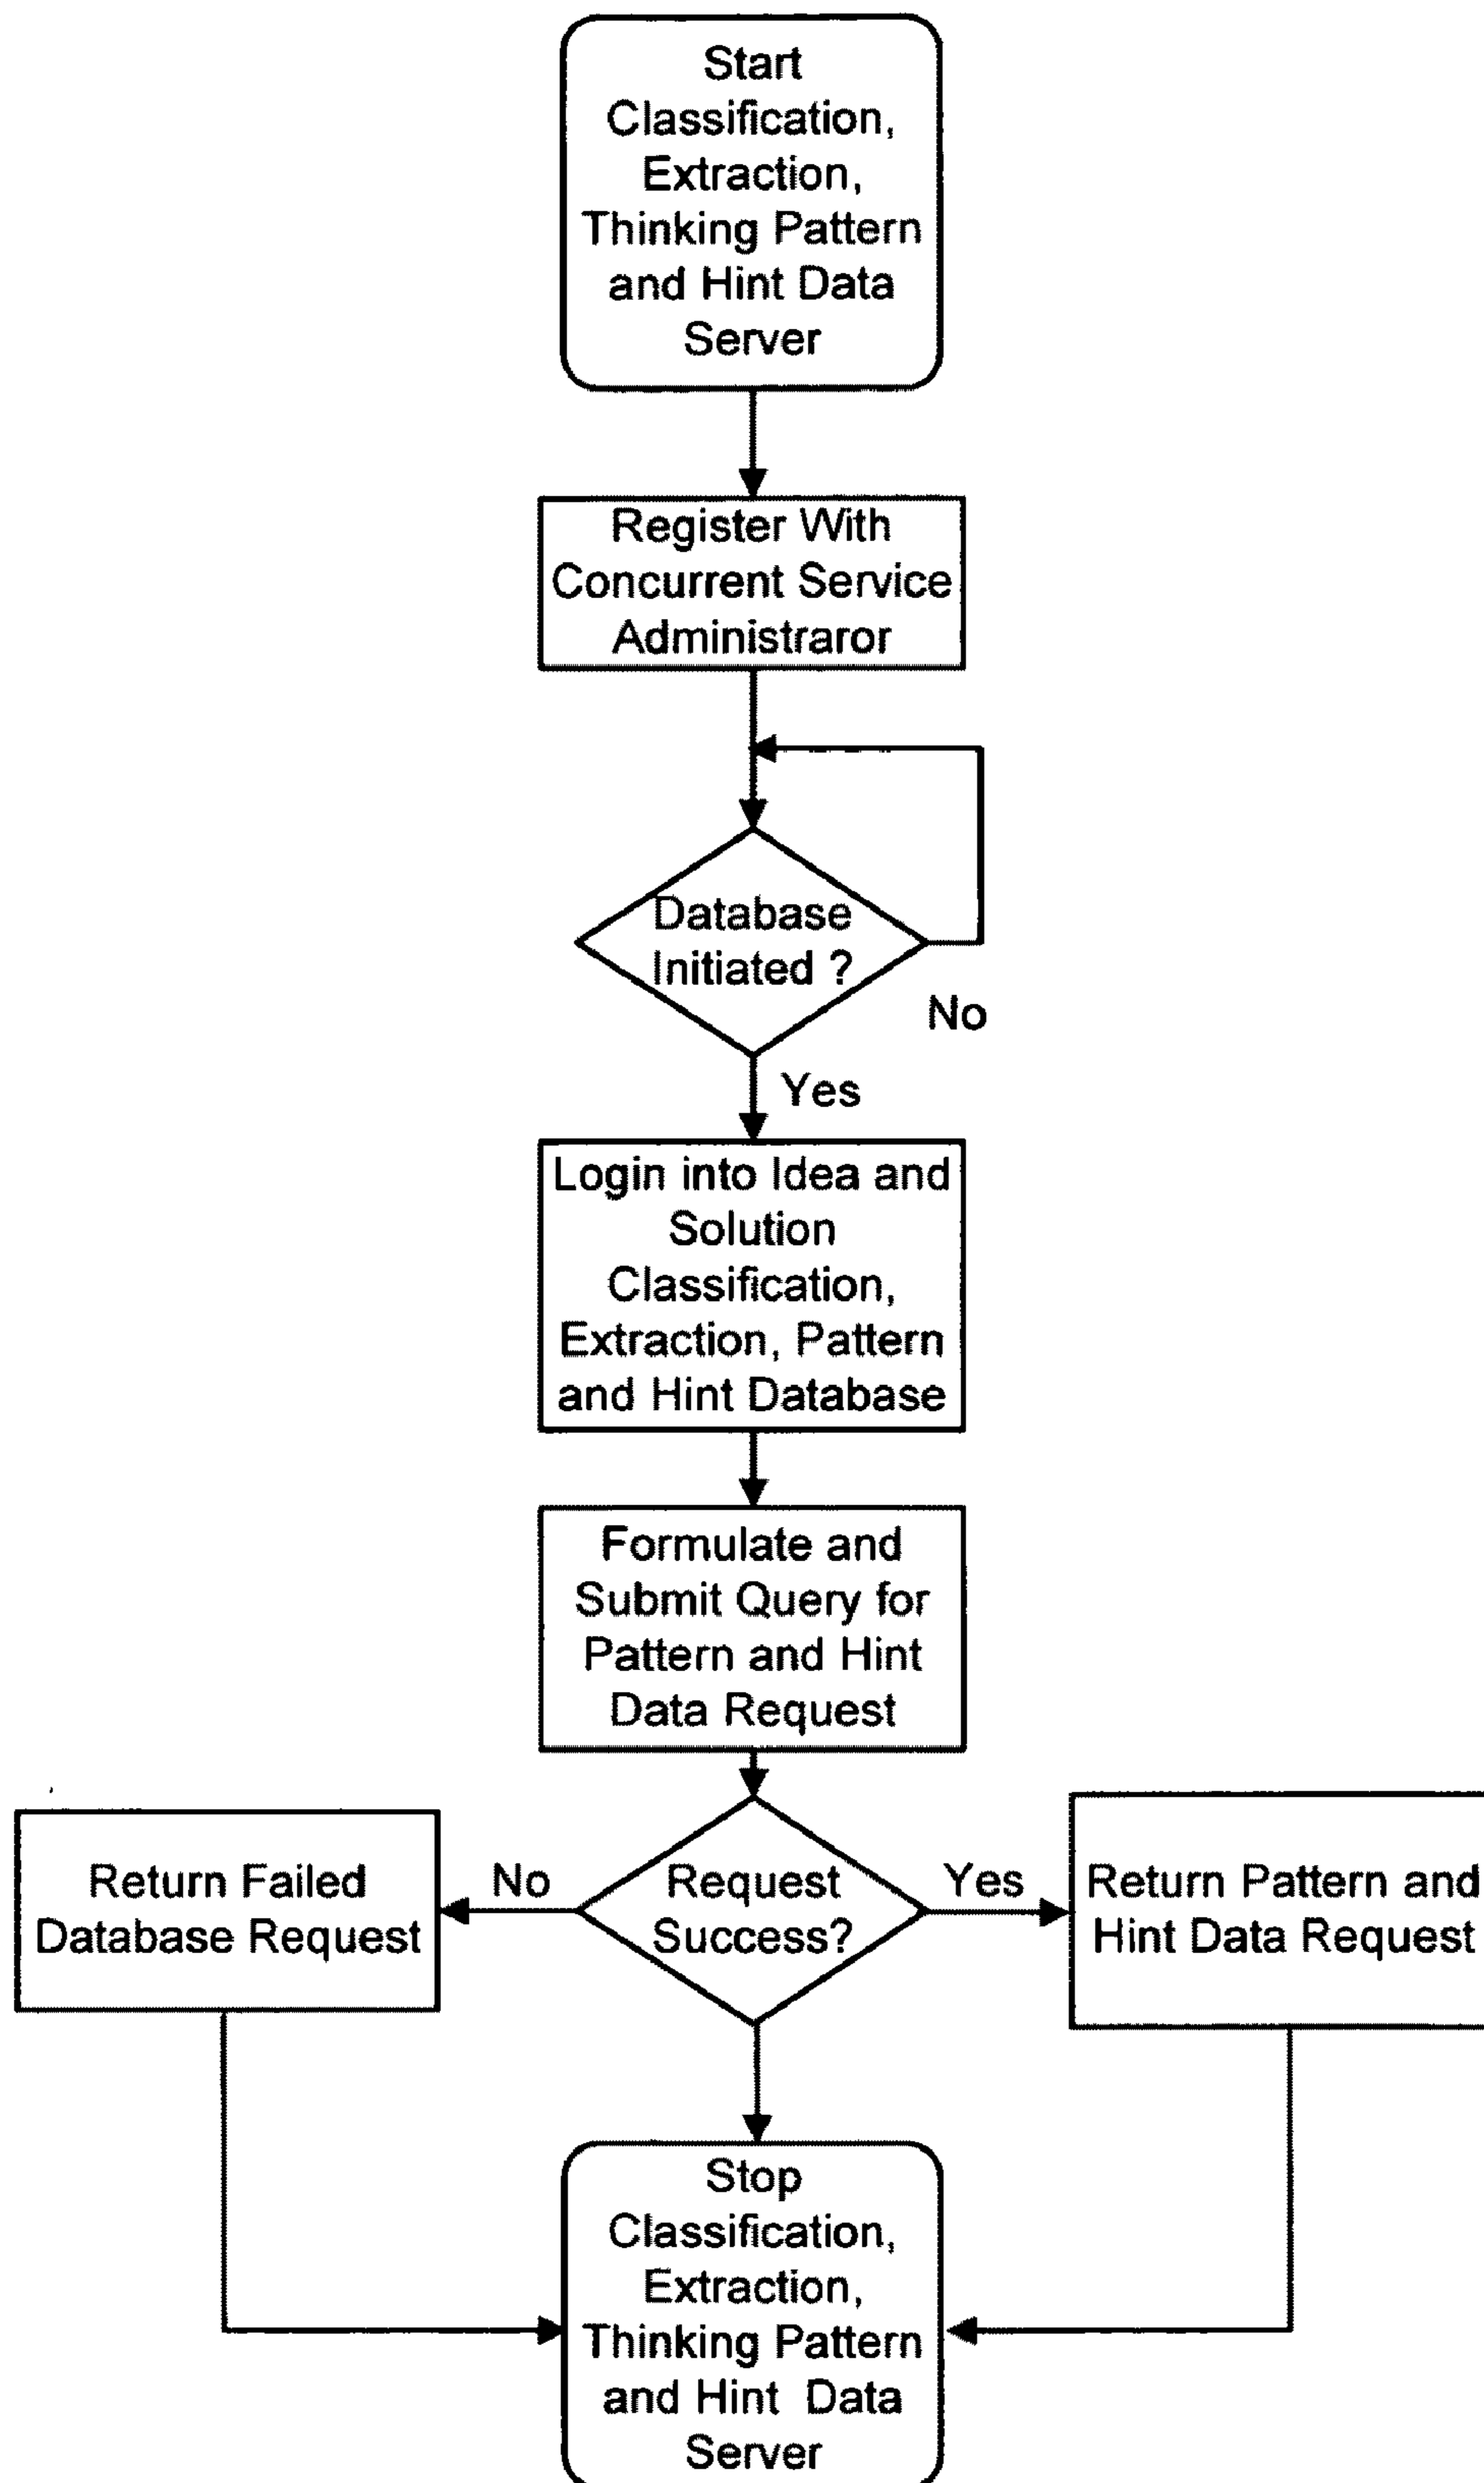 Start
Classification,
Extraction,
Thinking Pattern
and Hint Data
Server
Register With
Concurrent Service
Administraror
Database
Initiated ?
No
Yes
Login into Idea and
Solution
Classification,
Extraction, Pattern
and Hint Database
Formulate and
Submit Query for
Pattern and Hint
Data Request
Return Failed
Database Request
No
Request
Success?
Yes
Return Pattern and
Hint Data Request
Stop
Classification,
Extraction,
Thinking Pattern
and Hint Data
Server